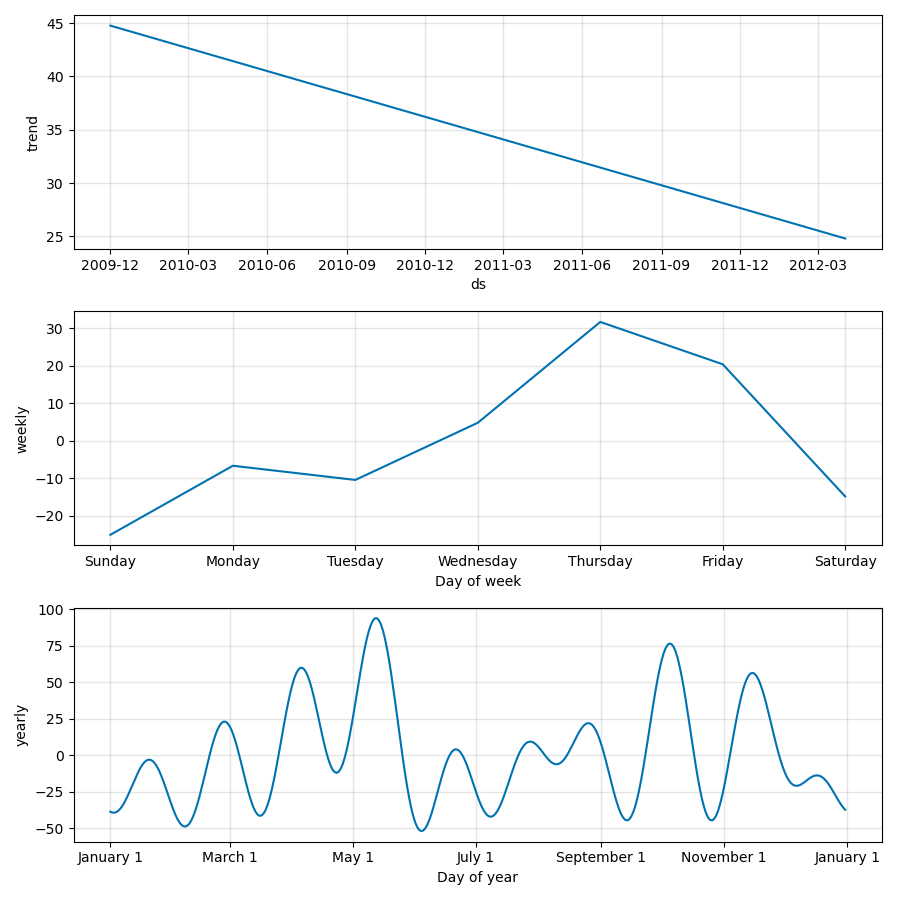 45
40
35
30
25
trend
2009-12 2010-03 2010-06 2010-09 2010-12 2011-03 2011-06 2011-09 2011-12 2012-03
ds
30
20
10
0
−10
−20
weekly
Sunday Monday Tuesday Wednesday Thursday Friday Saturday
Day of week
100
75
50
25
0
−25
−50
yearly
January 1 March 1 May 1 July 1 September 1 November 1 January 1
Day of year